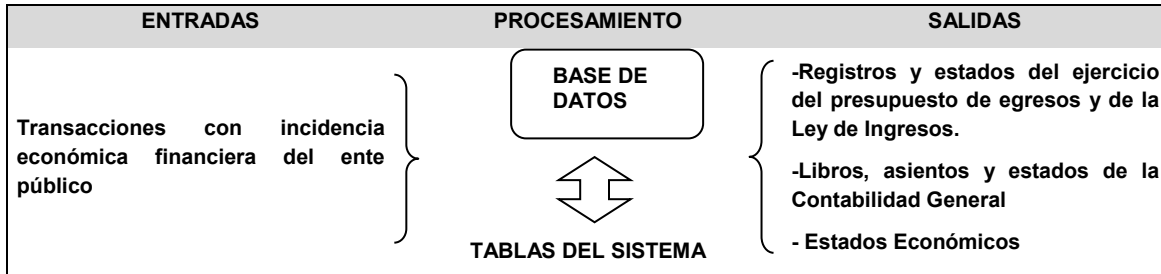 ENTRADAS PROCESAMIENTO SALIDAS
Transacciones con incidencia
económica financiera del ente
público
BASE DE
DATOS
TABLAS DEL SISTEMA
-Registros y estados del ejercicio
del presupuesto de egresos y de la
Ley de Ingresos.
-Libros, asientos y estados de la
Contabilidad General
- Estados Económicos